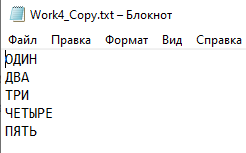 Work4_Copy.txt – Блокнот
Файл Правка Формат Вид Справка
ОДИН
ДВА
ТРИ
ЧЕТЫРЕ
ПЯТЬ